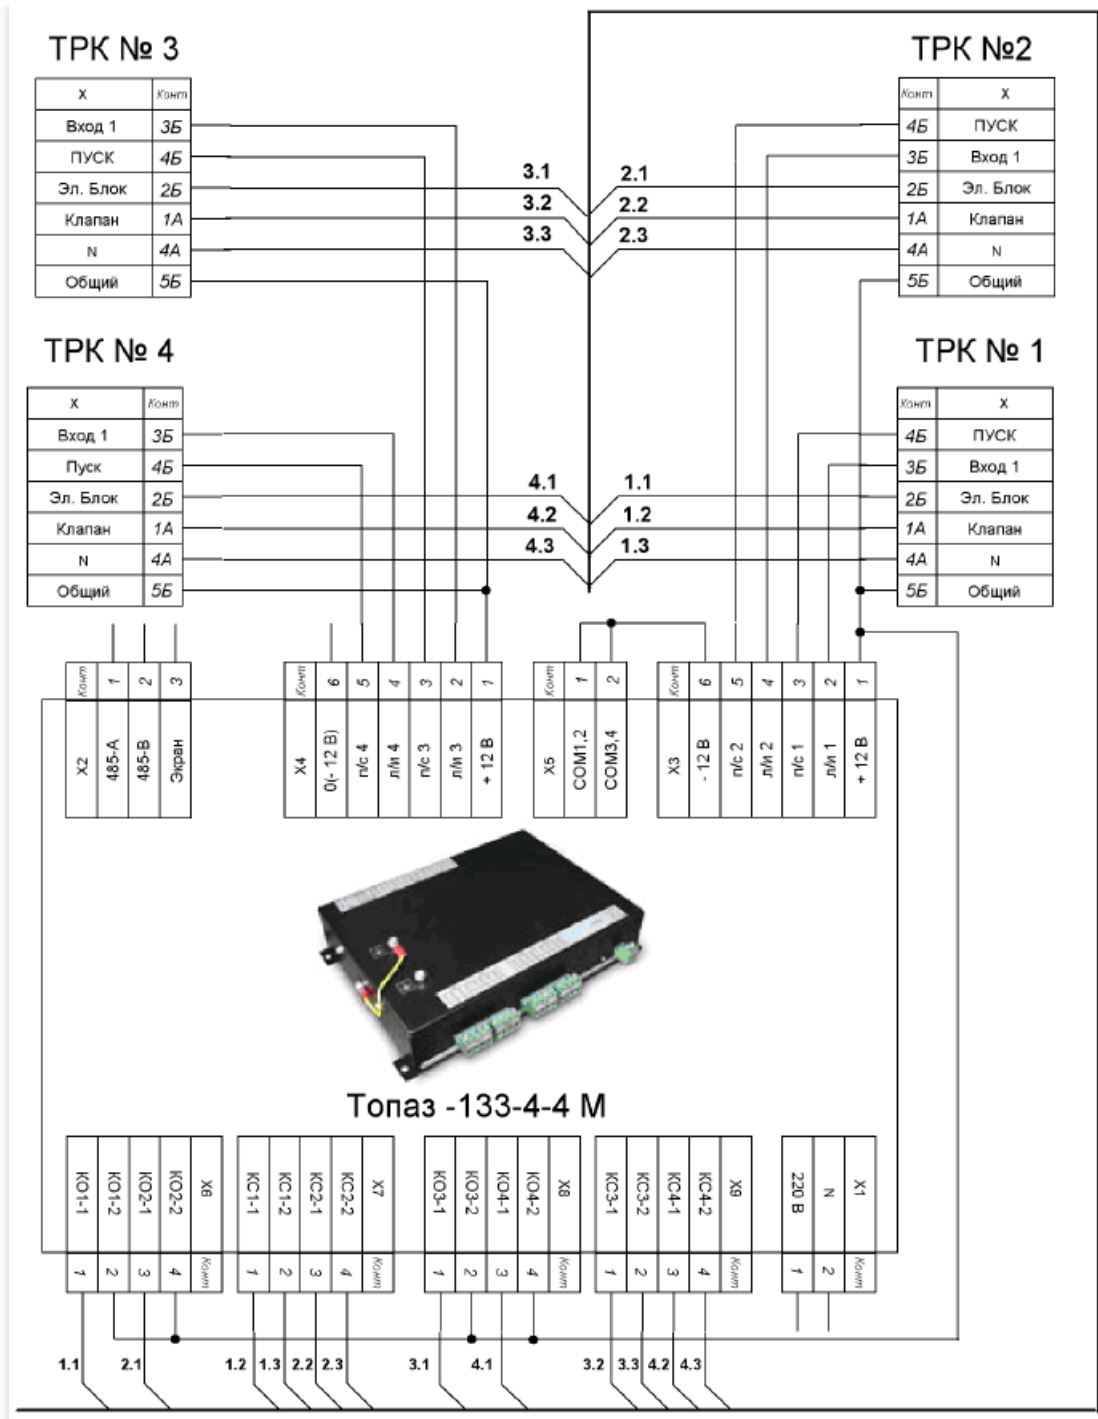 ТРК № 3
X Конт
Вход 1 3Б
ПУСК 4Б
Эл. Блок 2Б
Клапан 1А
N 4А
Общий 5Б
ТРК №2
Конт X
4Б ПУСК
3Б Вход 1
2Б Эл. Блок
1А Клапан
4А N
5Б Общий
3.1 2.1
3.2 2.2
3.3 2.3
ТРК № 4
X Конт
Вход 1 3Б
Пуск 4Б
Эл. Блок 2Б
Клапан 1А
N 4А
Общий 5Б
ТРК № 1
Конт X
4Б ПУСК
3Б Вход 1
2Б Эл. Блок
1А Клапан
4А N
5Б Общий
4.1 1.1
4.2 1.2
4.3 1.3
Конт 1 2 3
X2 485-А 485-В Экран
Конт 6 5 4 3 2 1
X4 0(- 12 В) п/с 4 л/и 4 п/с 3 л/и 3 + 12 В
Конт 1 2
X5 COM1,2 COM3,4
Конт 6 5 4 3 2 1
X3 - 12 В п/с 2 л/и 2 п/с 1 л/и 1 + 12 В
Топаз -133-4-4 М
КО1-1 КО1-2 КО2-1 КО2-2 X6
1 2 3 4 Конт
КС1-1 КС1-2 КС2-1 КС2-2 X7
1 2 3 4 Конт
КО3-1 КО3-2 КО4-1 КО4-2 X8
1 2 3 4 Конт
КС3-1 КС3-2 КС4-1 КС4-2 X9
1 2 3 4 Конт
220 В N X1
1 2 Конт
1.1 2.1 1.2 1.3 2.2 2.3 3.1 4.1 3.2 3.3 4.2 4.3